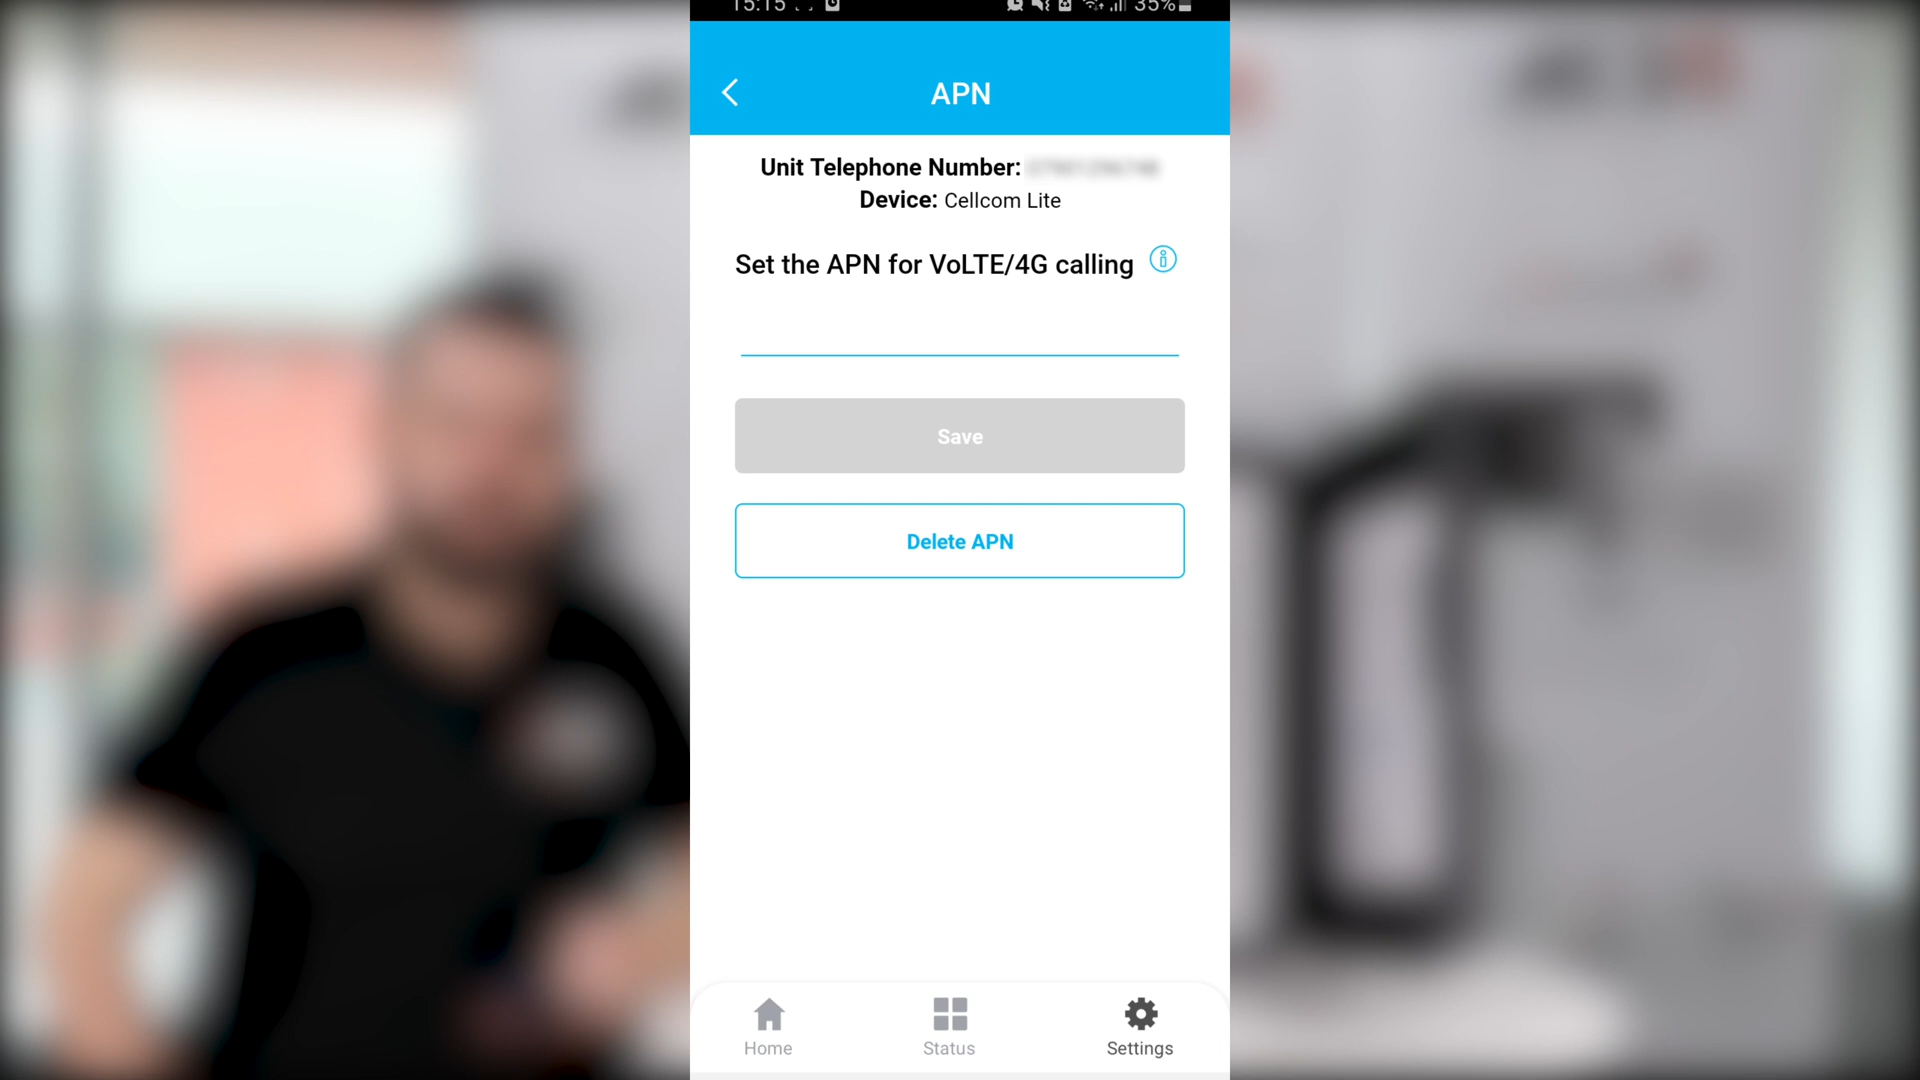 15:15
35%
APN
Unit Telephone Number:
Device: Cellcom Lite
Set the APN for VoLTE/4G calling
Save
Delete APN
Home
Status
Settings